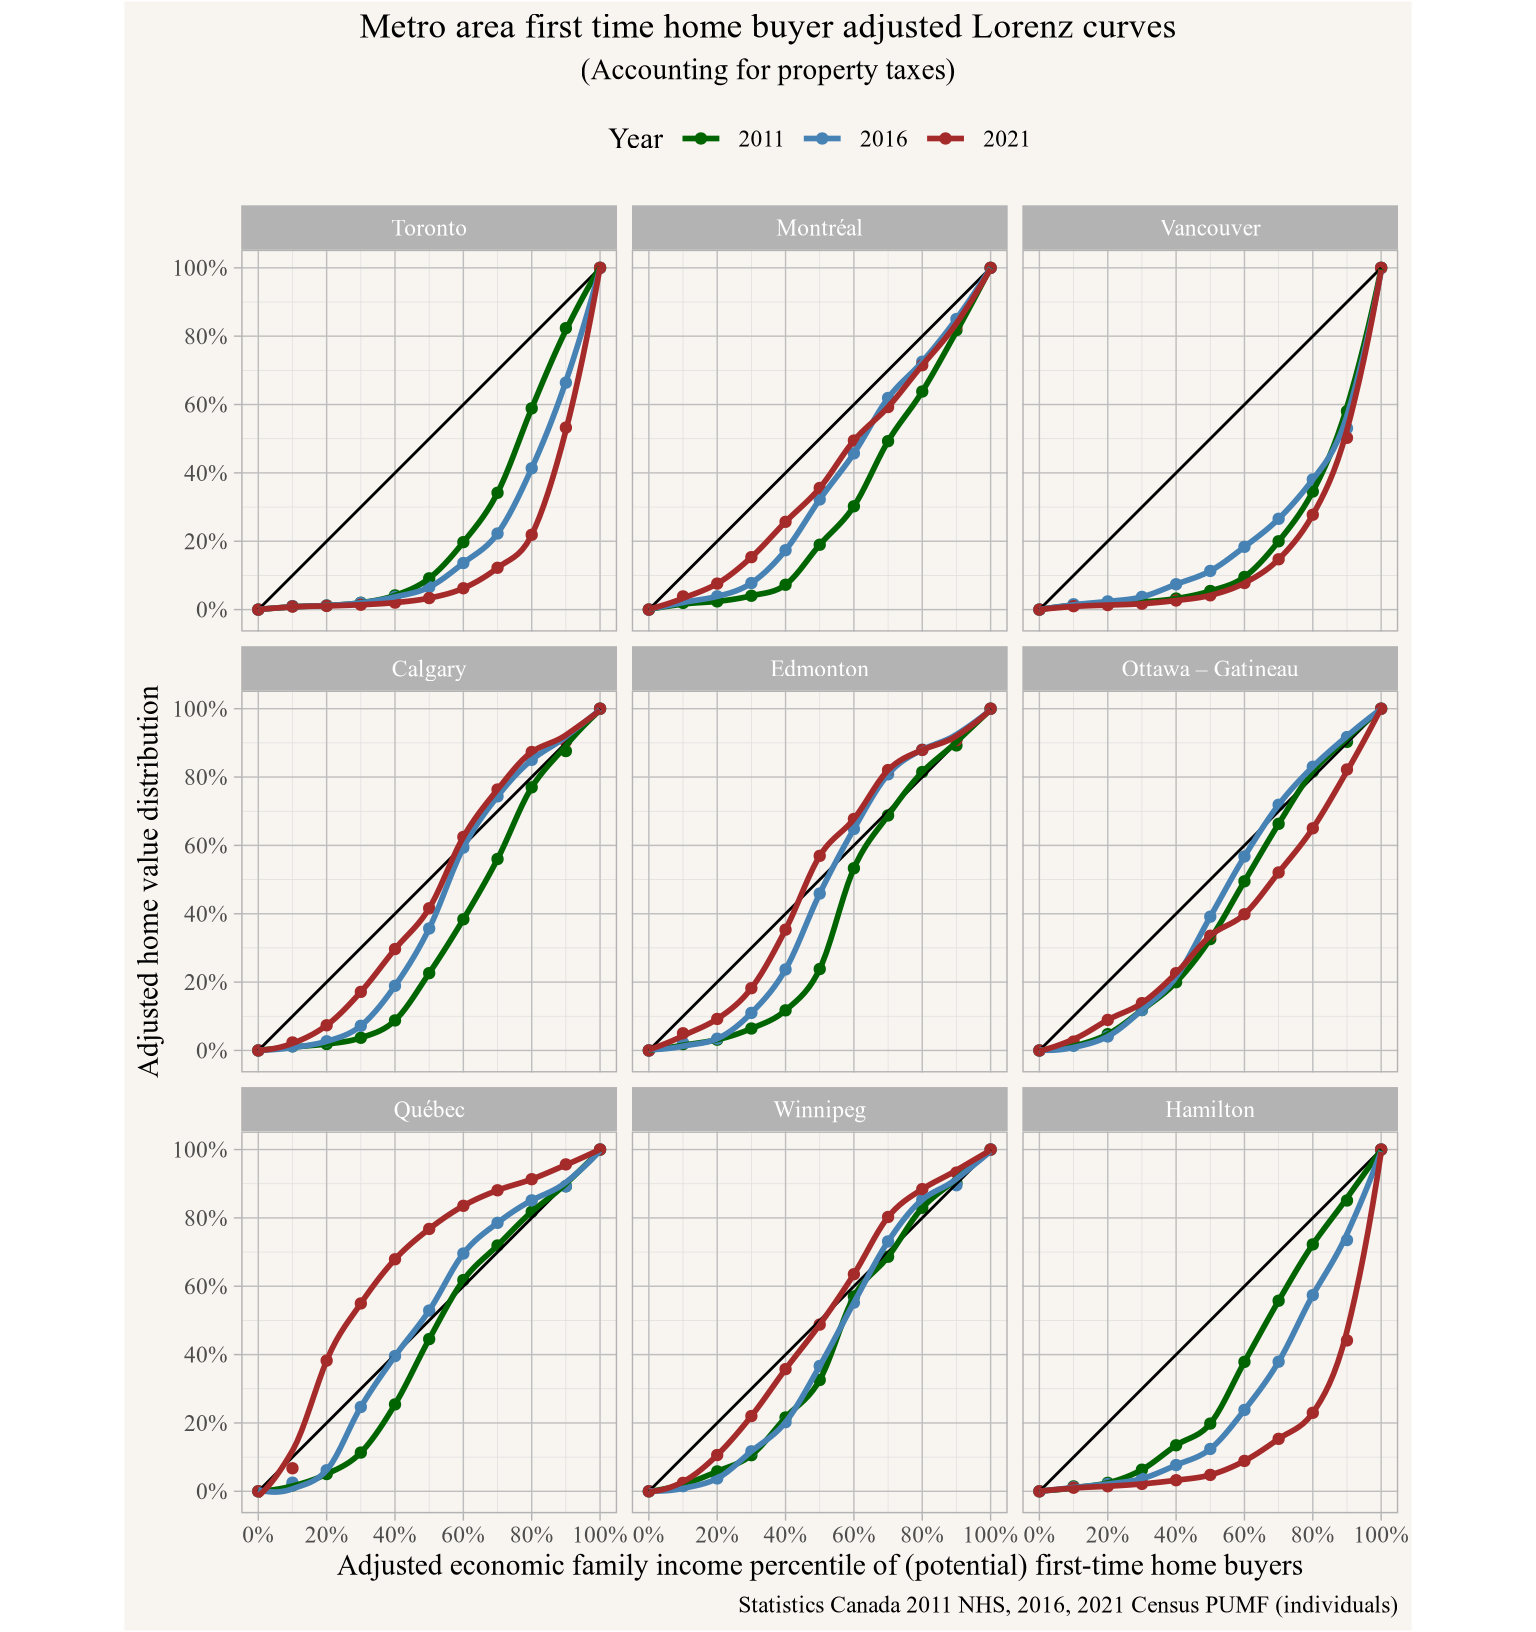 Metro area first time home buyer adjusted Lorenz curves
(Accounting for property taxes)
Year 2011 2016 2021
Toronto Montréal Vancouver
100%
80%
60%
40%
20%
0%
Calgary Edmonton Ottawa – Gatineau
100%
80%
60%
40%
20%
0%
Adjusted home value distribution
Québec Winnipeg Hamilton
100%
80%
60%
40%
20%
0%
0% 20% 40% 60% 80% 100% 0% 20% 40% 60% 80% 100% 0% 20% 40% 60% 80% 100%
Adjusted economic family income percentile of (potential) first-time home buyers
Statistics Canada 2011 NHS, 2016, 2021 Census PUMF (individuals)